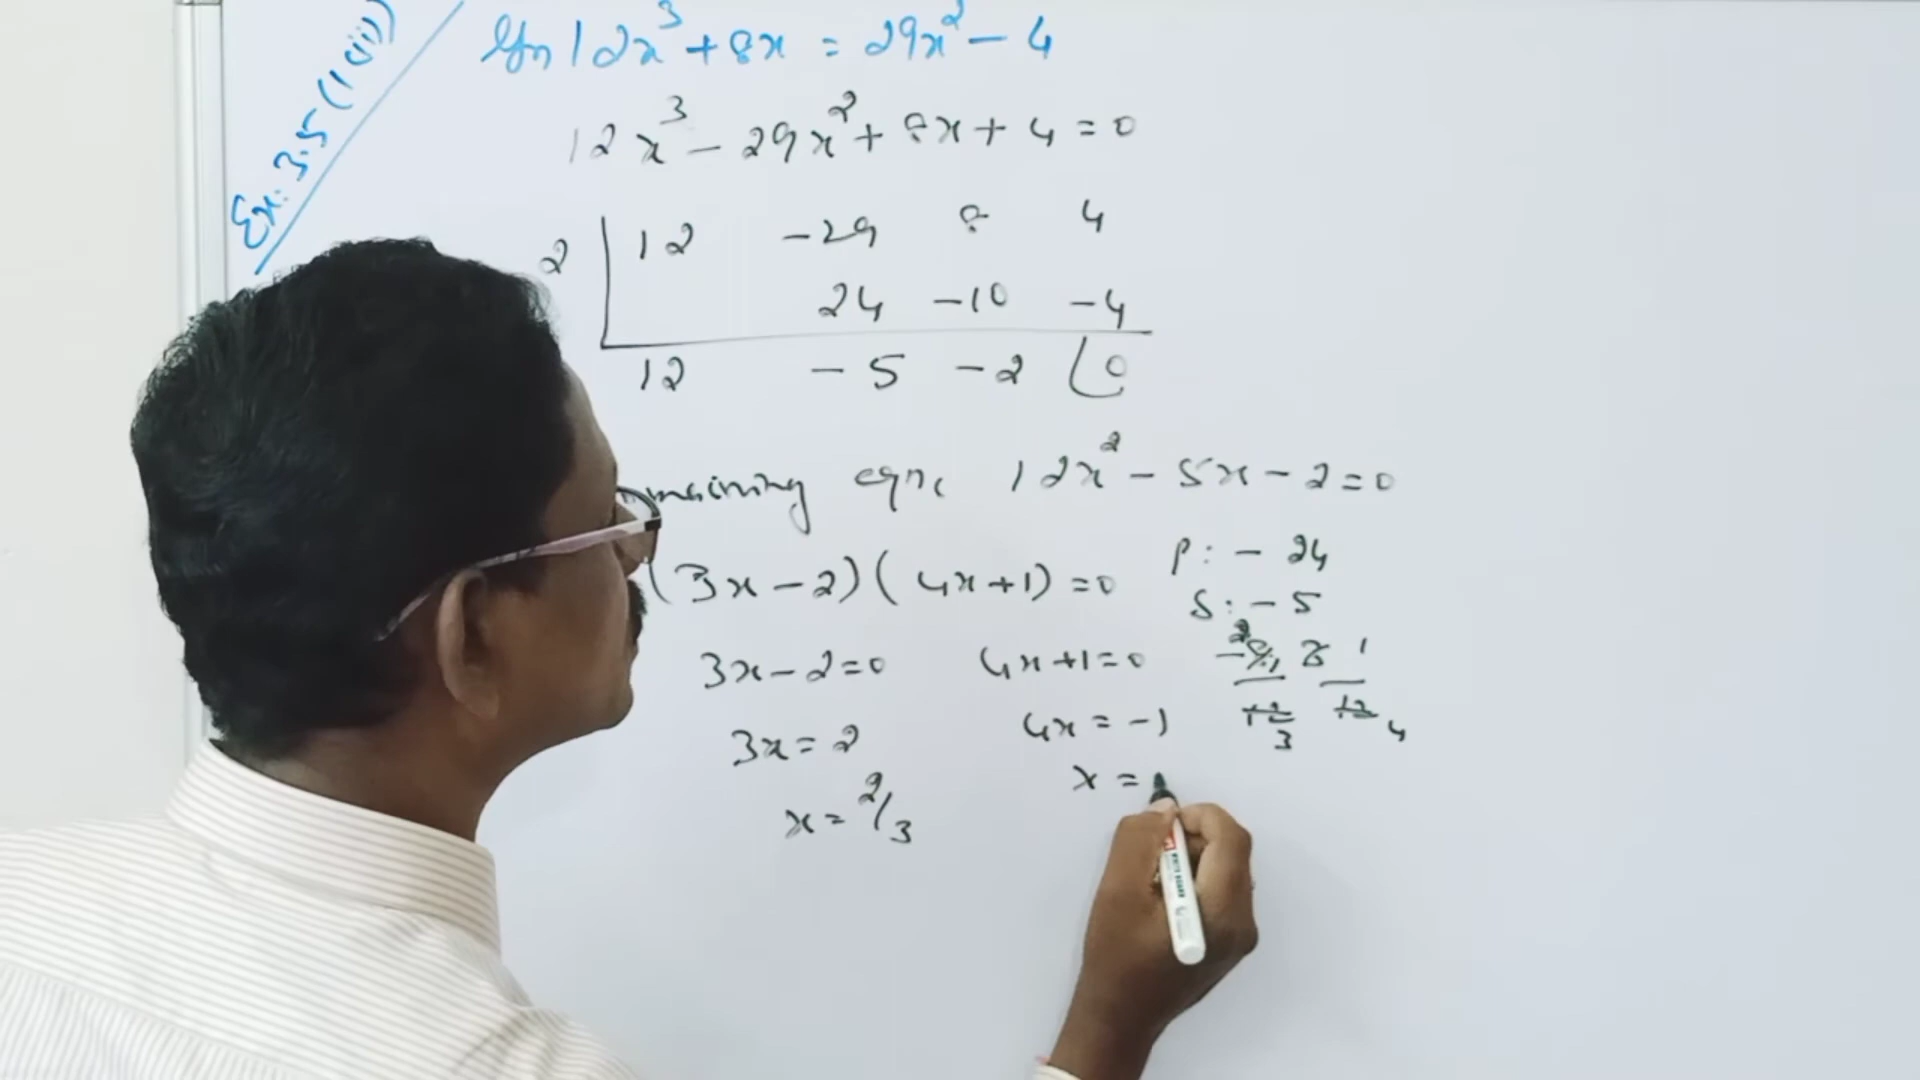 Ex: 3.5 (1(ii))
Gn 12x³ + 8x = 29x² - 4
12x³ - 29x² + 8x + 4 = 0
2 | 12 -29 8 4
24 -10 -4
12 -5 -2 | 0
maining eqn, 12x² - 5x - 2 = 0
(3x - 2)(4x + 1) = 0
P : - 24
S : - 5
3x - 2 = 0 4x + 1 = 0
3x = 2 4x = -1
x = 2/3 x =